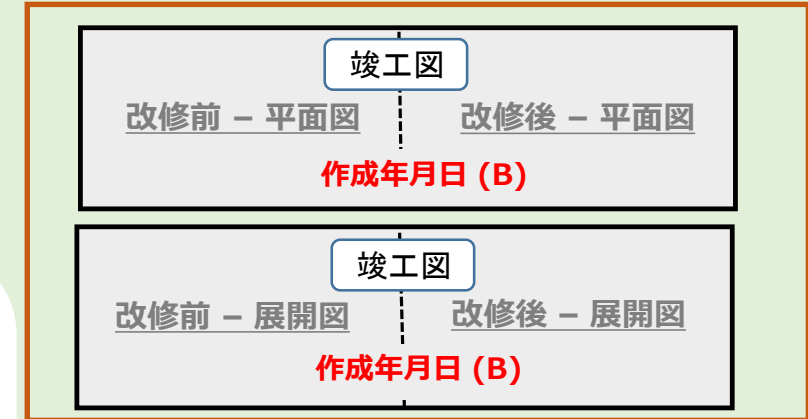 竣工図
改修前 − 平面図
改修後 − 平面図
作成年月日 (B)
竣工図
改修前 − 展開図
改修後 − 展開図
作成年月日 (B)